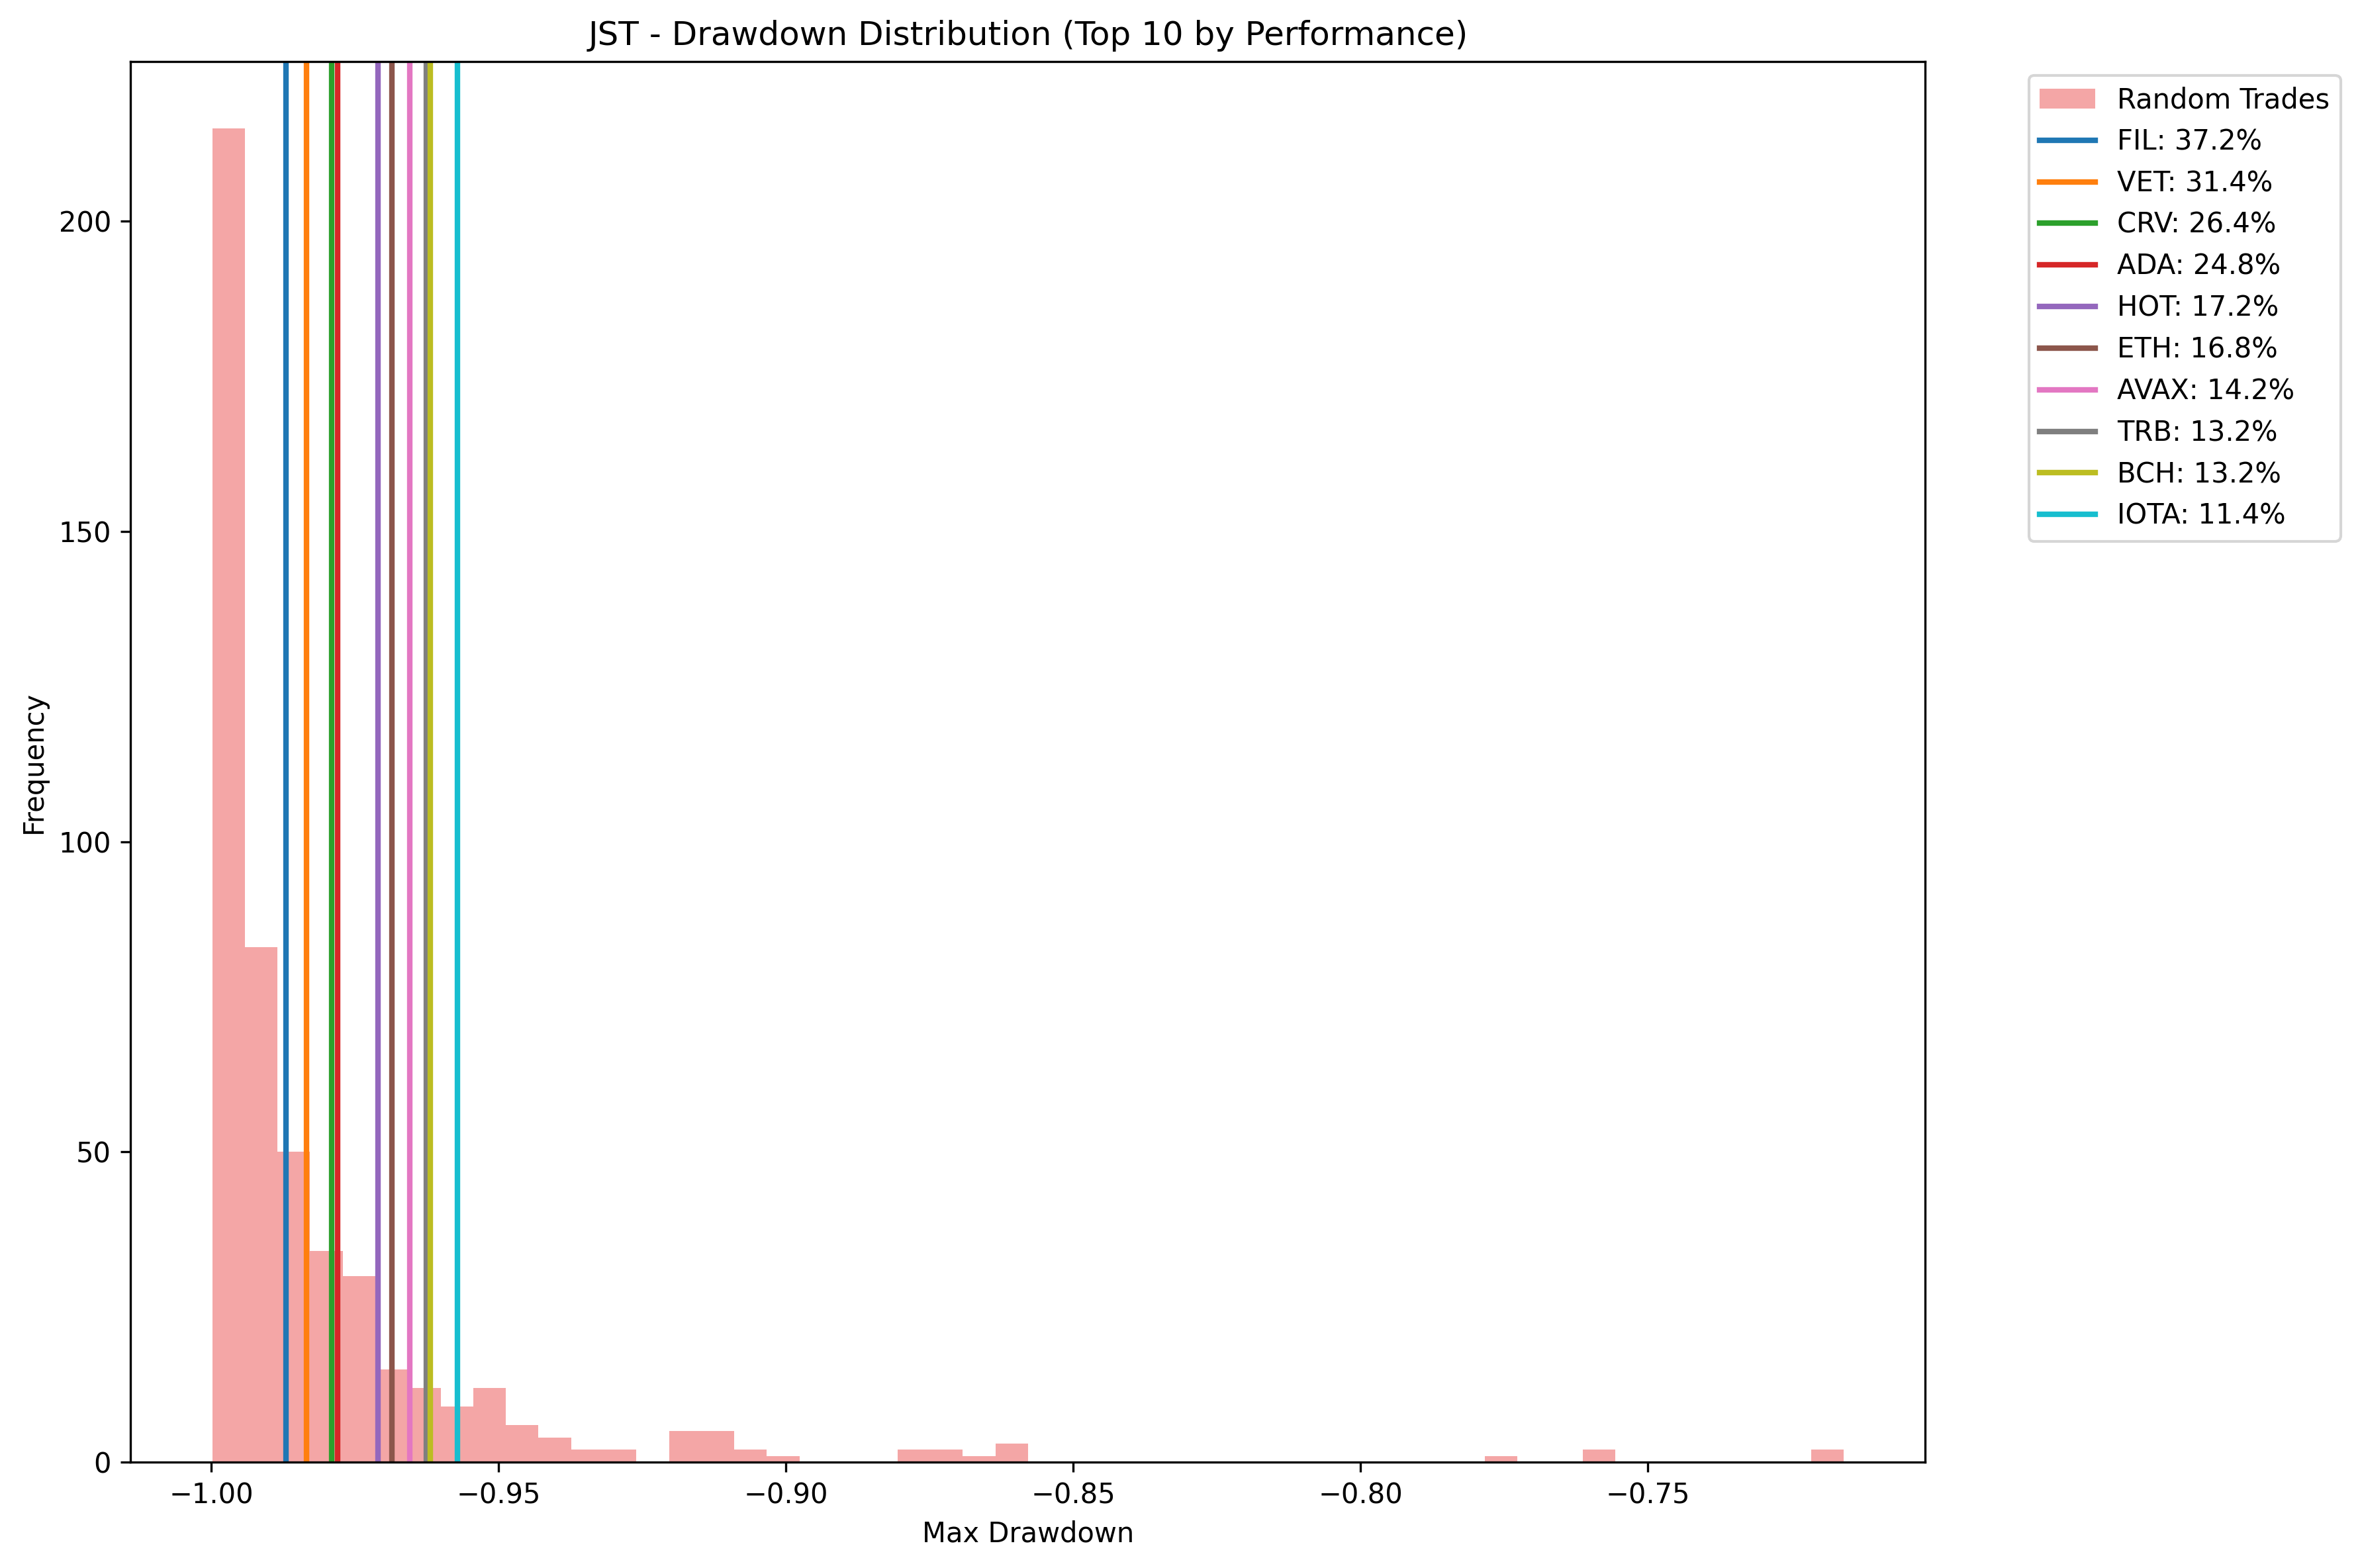 JST - Drawdown Distribution (Top 10 by Performance)
Random Trades
FIL: 37.2%
VET: 31.4%
CRV: 26.4%
ADA: 24.8%
HOT: 17.2%
ETH: 16.8%
AVAX: 14.2%
TRB: 13.2%
BCH: 13.2%
IOTA: 11.4%
Frequency
200
150
100
50
0
−1.00 −0.95 −0.90 −0.85 −0.80 −0.75
Max Drawdown